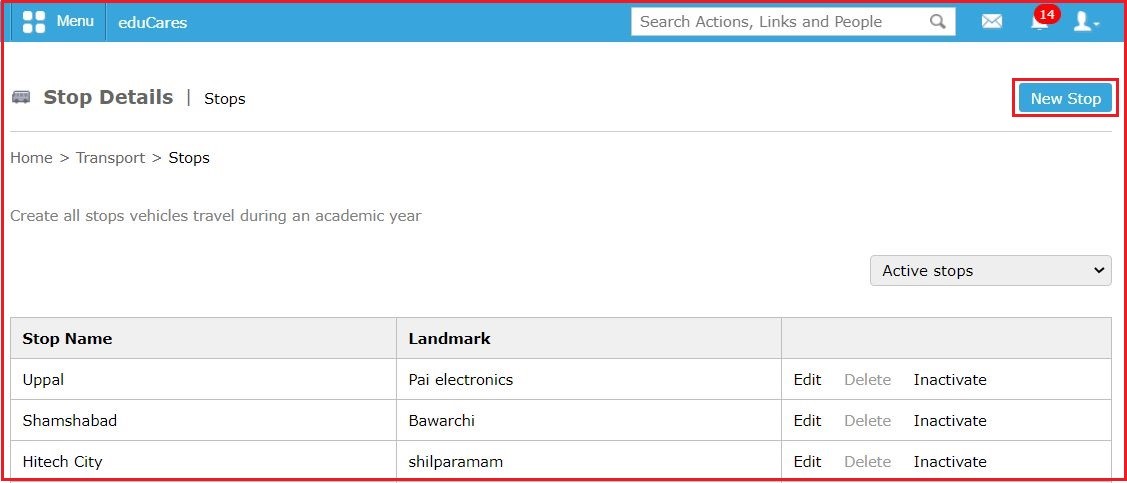 Menu eduCares Search Actions, Links and People 14
Stop Details | Stops New Stop
Home > Transport > Stops
Create all stops vehicles travel during an academic year
Active stops
Stop Name Landmark
Uppal Pai electronics Edit Delete Inactivate
Shamshabad Bawarchi Edit Delete Inactivate
Hitech City shilparamam Edit Delete Inactivate